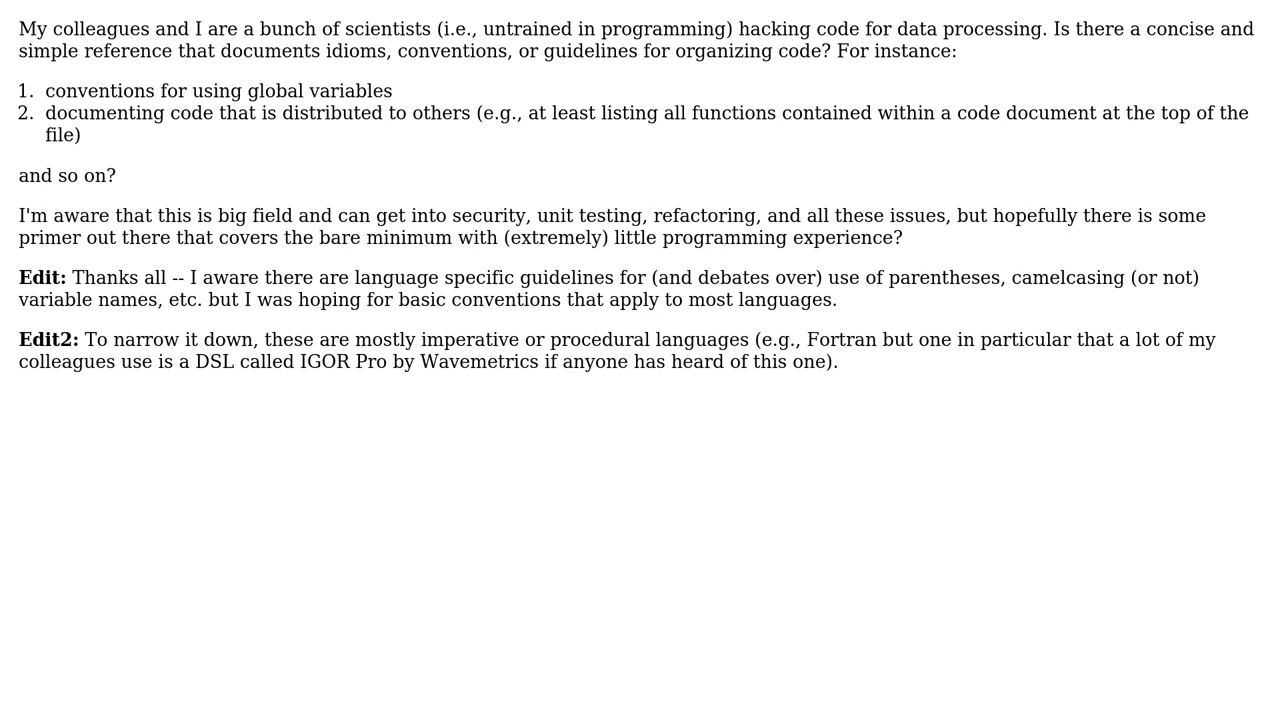 My colleagues and I are a bunch of scientists (i.e., untrained in programming) hacking code for data processing. Is there a concise and
simple reference that documents idioms, conventions, or guidelines for organizing code? For instance:
1. conventions for using global variables
2. documenting code that is distributed to others (e.g., at least listing all functions contained within a code document at the top of the
file)
and so on?
I'm aware that this is big field and can get into security, unit testing, refactoring, and all these issues, but hopefully there is some
primer out there that covers the bare minimum with (extremely) little programming experience?
Edit: Thanks all -- I aware there are language specific guidelines for (and debates over) use of parentheses, camelcasing (or not)
variable names, etc. but I was hoping for basic conventions that apply to most languages.
Edit2: To narrow it down, these are mostly imperative or procedural languages (e.g., Fortran but one in particular that a lot of my
colleagues use is a DSL called IGOR Pro by Wavemetrics if anyone has heard of this one).